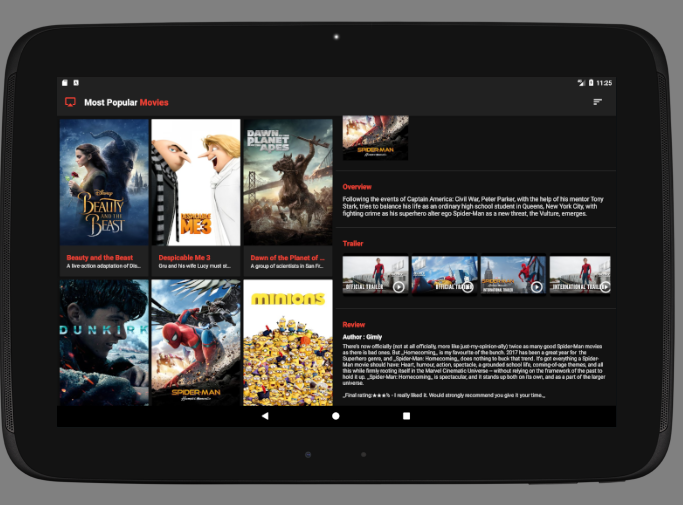 11:25
Most Popular Movies
Disney
BEAUTY
AND THE
BEAST
Beauty and the Beast
A live-action adaptation of Dis...
DESPICABLE
ME 3
Despicable Me 3
Gru and his wife Lucy must st...
DAWN OF THE
PLANET OF THE
APES
Dawn of the Planet of ...
A group of scientists in San Fr...
DUNKIRK
SPIDER-MAN
minions
SPIDER-MAN
Overview
Following the events of Captain America: Civil War, Peter Parker, with the help of his mentor Tony
Stark, tries to balance his life as an ordinary high school student in Queens, New York City, with
fighting crime as his superhero alter ego Spider-Man as a new threat, the Vulture, emerges.
Trailer
OFFICIAL TRAILER
OFFICIAL TRAILER
INTERNATIONAL TRAILER
INTERNATIONAL TRAILER
Review
Author : Gimly
There's now officially (not at all officially, more like just-my-opinion-ally) twice as many good Spider-Man movies
as there is bad ones. But _Homecoming_ is my favourite of the bunch. 2017 has been a great year for the
Superhero genre, and _Spider-Man: Homecoming_ does nothing to buck that trend. It's got everything a Spider-
Man movie should have: Heart, humour, action, spectacle, a grounded school life, coming-of-age themes, and all
this while firmly rooting itself in the Marvel Cinematic Universe – without relying on the framework of the past to
hold it up. _Spider-Man: Homecoming_ is spectacular, and it stands up both on its own, and as a part of the larger
universe.
_Final rating:★★★½ - I really liked it. Would strongly recommend you give it your time._